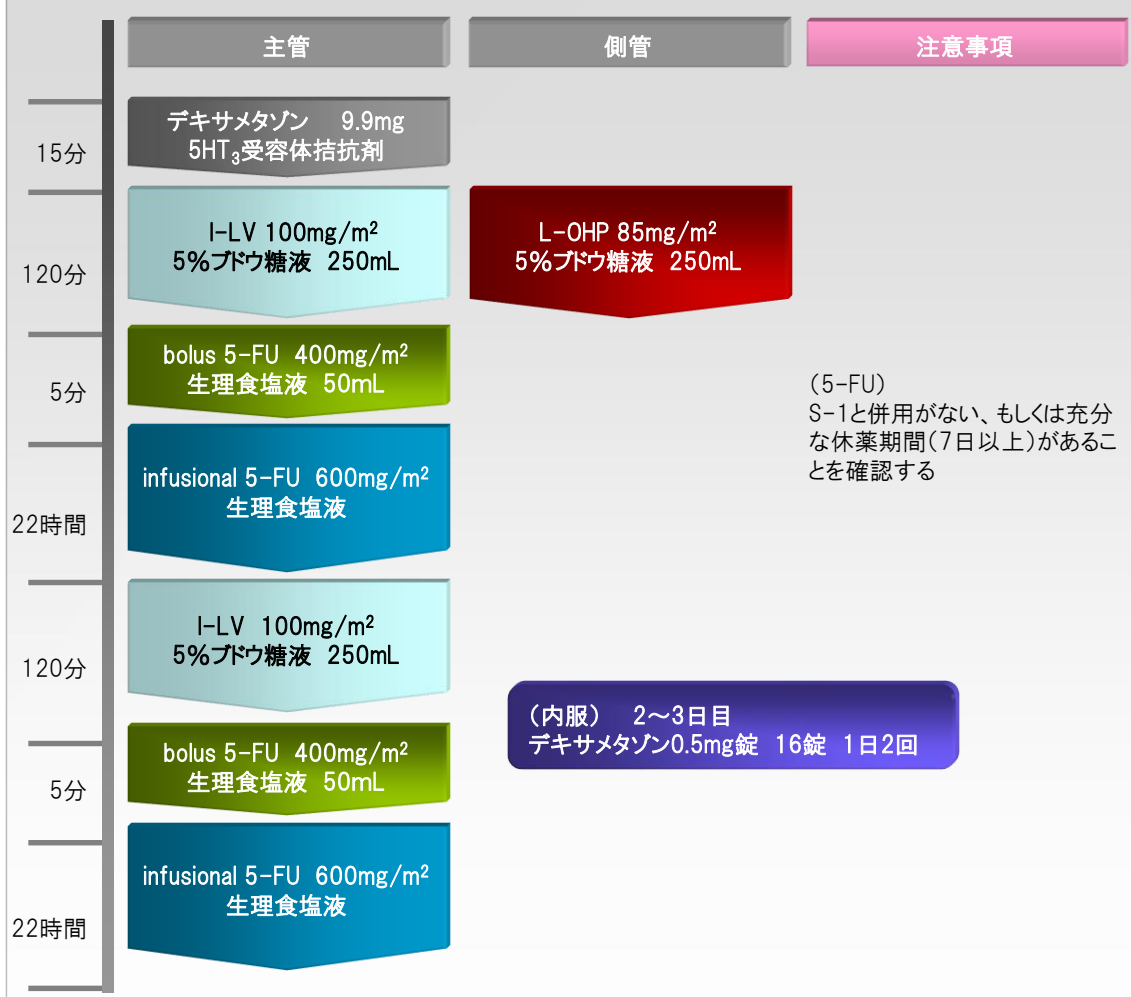 主管
側管
注意事項
15分
デキサメタゾン　9.9mg
5HT₃受容体拮抗剤
120分
l-LV 100mg/m²
5%ブドウ糖液 250mL
L-OHP 85mg/m²
5%ブドウ糖液 250mL
5分
bolus 5-FU 400mg/m²
生理食塩液 50mL
（5-FU）
S-1と併用がない、もしくは充分
な休薬期間（7日以上）があるこ
とを確認する
22時間
infusional 5-FU 600mg/m²
生理食塩液
120分
l-LV 100mg/m²
5%ブドウ糖液 250mL
（内服）　2～3日目
デキサメタゾン0.5mg錠 16錠 1日2回
5分
bolus 5-FU 400mg/m²
生理食塩液 50mL
22時間
infusional 5-FU 600mg/m²
生理食塩液